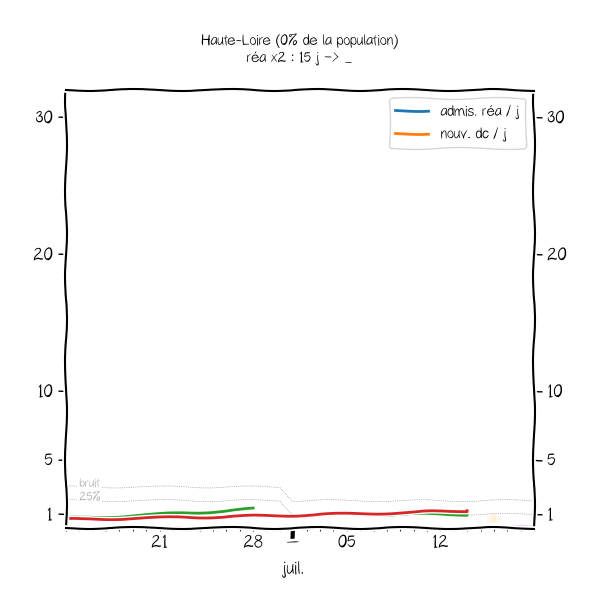 Haute-Loire (0% de la population)
réa x2 : 15 j -> _
30
20
10
5
1
admis. réa / j
nouv. dc / j
30
20
10
5
1
bruit
25%
21
28
05
12
juil.